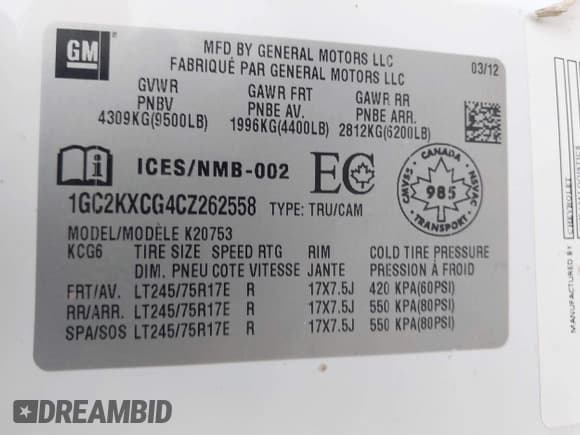 GM
MFD BY GENERAL MOTORS LLC
FABRIQUÉ PAR GENERAL MOTORS LLC
03/12
GVWR GAWR FRT GAWR RR
PNBV PNBE AV. PNBE ARR.
4309KG(9500LB) 1996KG(4400LB) 2812KG(6200LB)
i ICES/NMB-002 EC
CANADA
CMVSS NSVAC
985
TRANSPORT
1GC2KXCG4CZ262558 TYPE: TRU/CAM
MODEL/MODÈLE K20753
KCG6 TIRE SIZE SPEED RTG RIM COLD TIRE PRESSURE
DIM. PNEU COTE VITESSE JANTE PRESSION À FROID
FRT/AV. LT245/75R17E R 17X7.5J 420 KPA(60PSI)
RR/ARR. LT245/75R17E R 17X7.5J 550 KPA(80PSI)
SPA/SOS LT245/75R17E R 17X7.5J 550 KPA(80PSI)
MANUFACTURED BY
CHEVROLET
DREAMBID